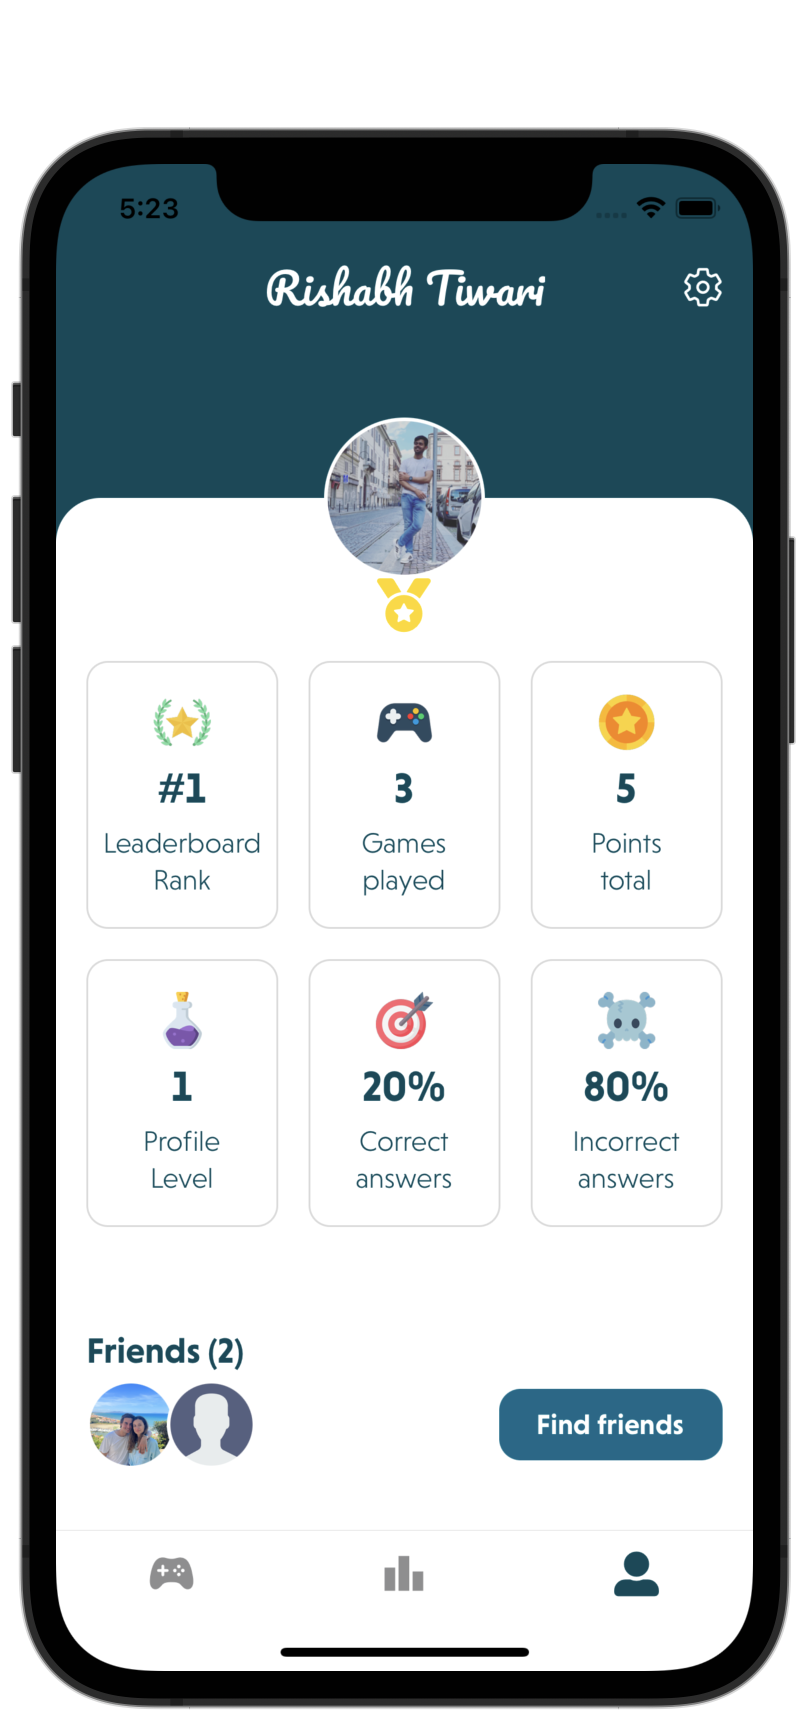 5:23
Rishabh Tiwari
#1
Leaderboard
Rank
3
Games
played
5
Points
total
1
Profile
Level
20%
Correct
answers
80%
Incorrect
answers
Friends (2)
Find friends